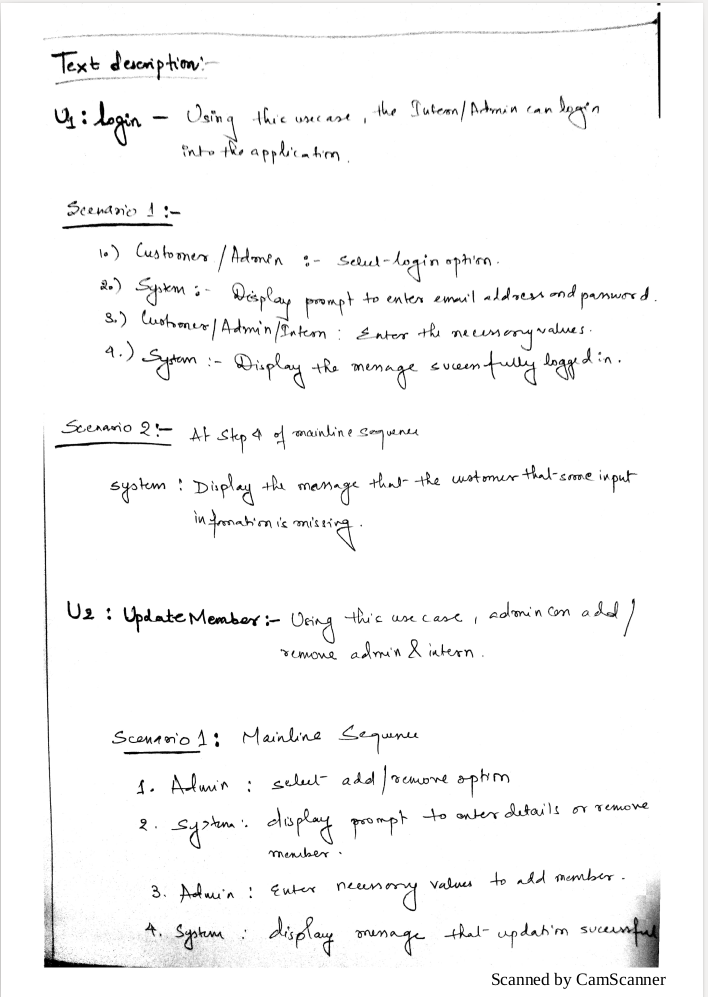 Text description:-
U1 : login - Using this usecase, the Intern/Admin can login
into the application.
Scenario 1 :-
1.) Customer / Admin :- select login option.
2.) System :- Display prompt to enter email address and password.
3.) Customer/Admin/Intern : Enter the necessary values.
4.) System :- Display the message sucessfully logged in.
Scenario 2 :- At Step 4 of mainline sequence
system : Display the message that the customer that some input
information is missing.
U2 : Update Member :- Using this use case, admin can add /
remove admin & intern.
Scenario 1 : Mainline Sequence
1. Admin : select add/remove option
2. System : display prompt to enter details or remove
member.
3. Admin : Enter necessary values to add member.
4. System : display message that updation sucessful
Scanned by CamScanner